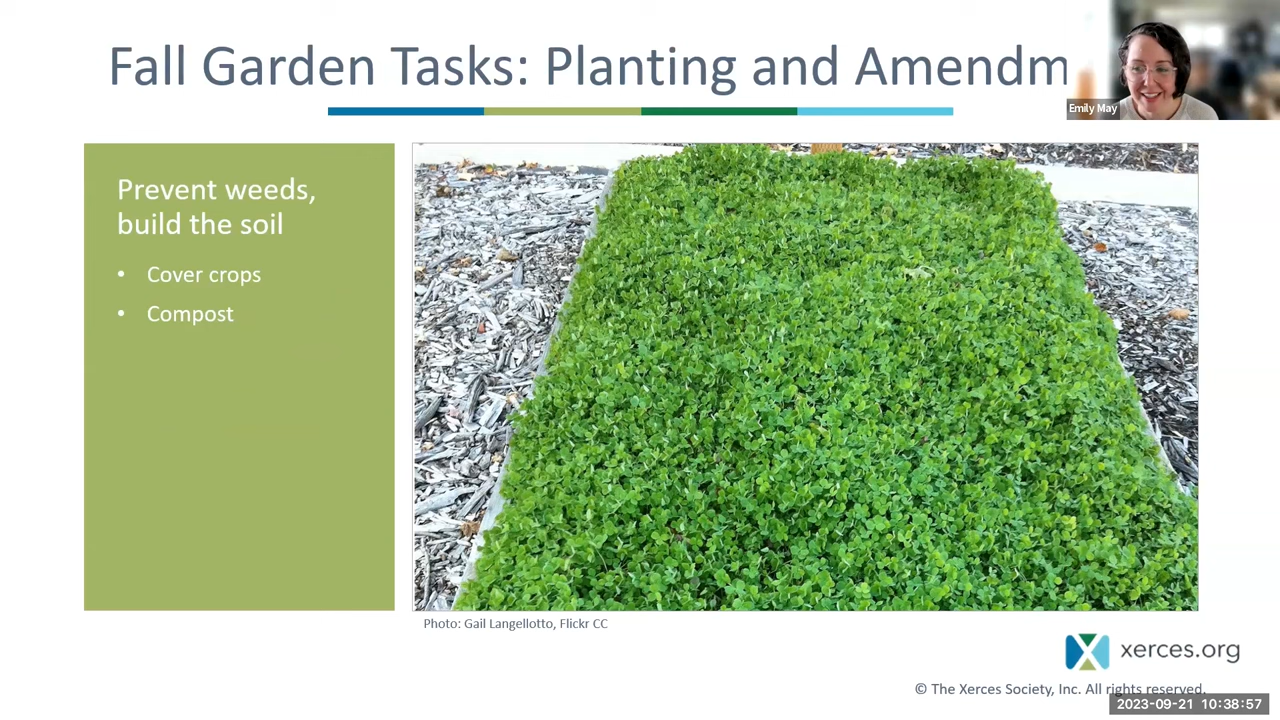 Fall Garden Tasks: Planting and Amendm
Emily May
Prevent weeds,
build the soil
• Cover crops
• Compost
Photo: Gail Langellotto, Flickr CC
xerces.org
© The Xerces Society, Inc. All rights reserved.
2023-09-21 10:38:57